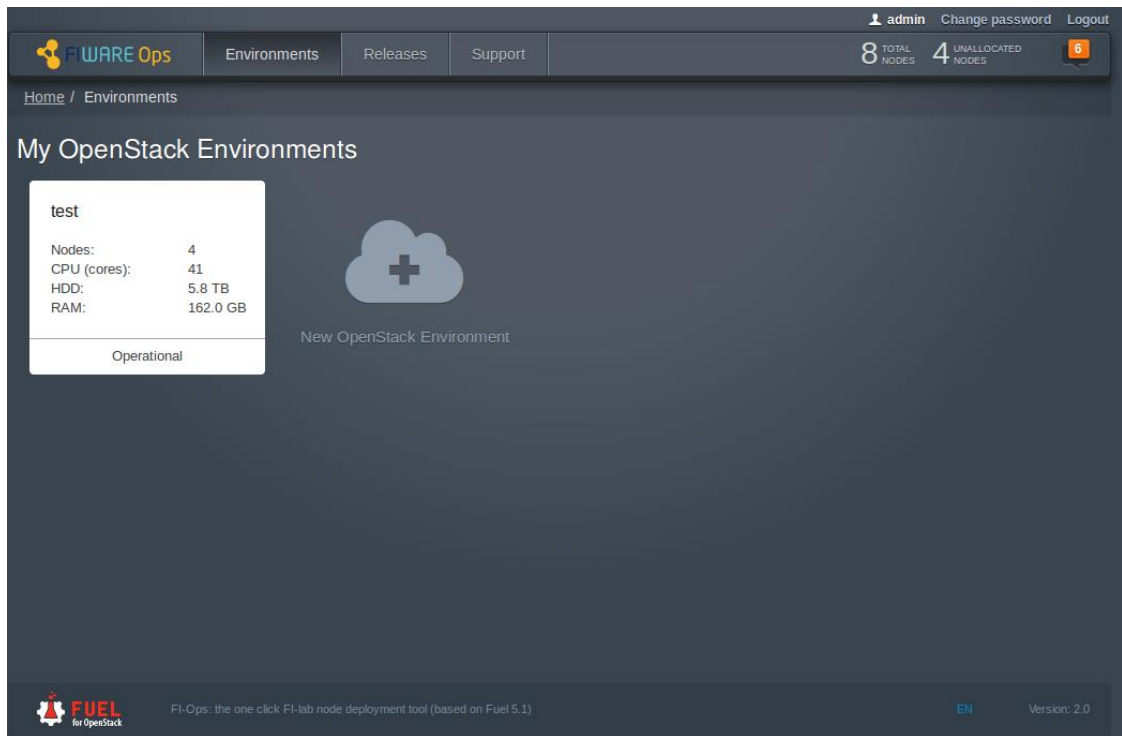 admin Change password Logout
FIWARE Ops Environments Releases Support 8 TOTAL NODES 4 UNALLOCATED NODES 6
Home / Environments
My OpenStack Environments
test
Nodes: 4
CPU (cores): 41
HDD: 5.8 TB
RAM: 162.0 GB
Operational
New OpenStack Environment
FUEL
for OpenStack
FI-Ops: the one click FI-lab node deployment tool (based on Fuel 5.1) EN Version: 2.0